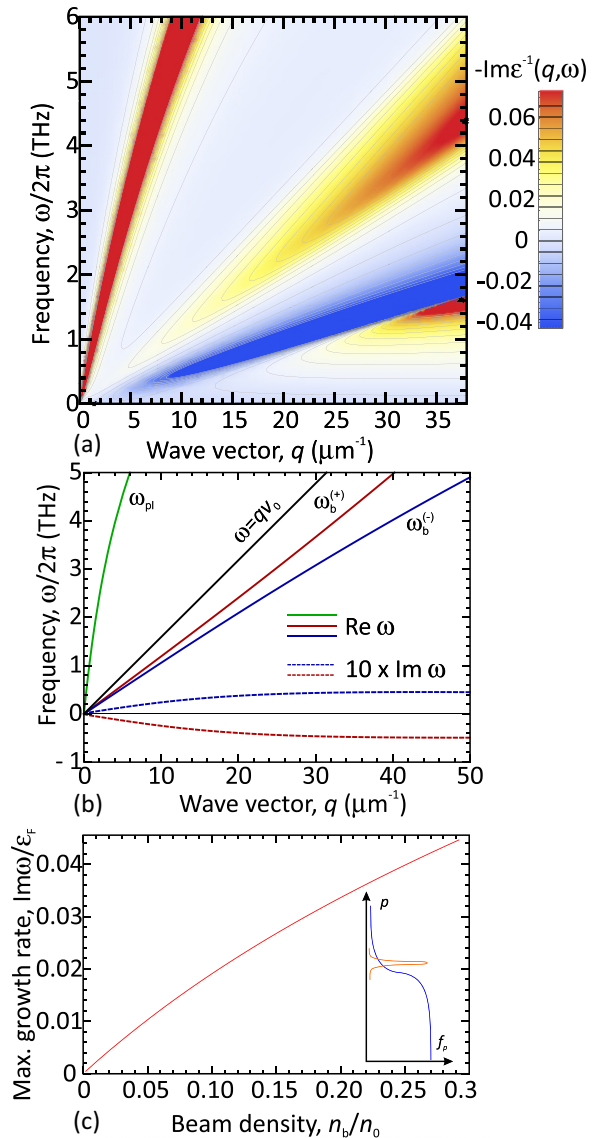 -Imε⁻¹(q,ω)
6
5
4
3
2
1
0
Frequency, ω/2π (THz)
0.06
0.04
0.02
0
-0.02
-0.04
0 5 10 15 20 25 30 35
(a) Wave vector, q (μm⁻¹)
5
4
3
2
1
0
- 1
Frequency, ω/2π (THz)
ω_pl
ω=qv₀
ω_b^(+)
ω_b^(-)
Re ω
10 x Im ω
0 10 20 30 40 50
(b) Wave vector, q (μm⁻¹)
0.04
0.03
0.02
0.01
0
Max. growth rate, Imω/ε_F
p
f_p
0 0.05 0.10 0.15 0.20 0.25 0.3
(c) Beam density, n_b/n₀